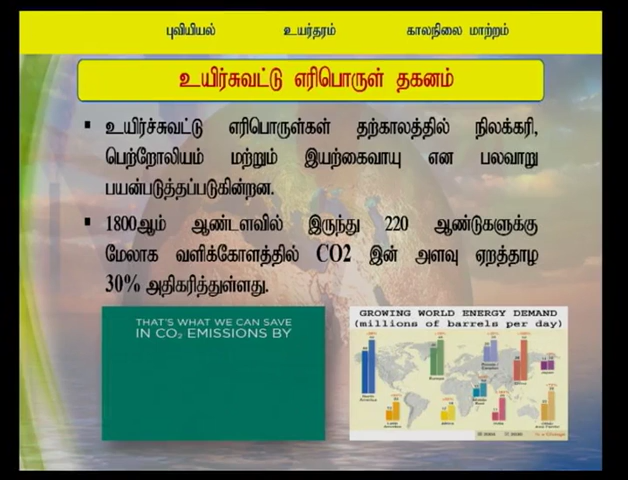 புவியியல் உயர்தரம் காலநிலை மாற்றம்
உயிர்சுவட்டு எரிபொருள் தகனம்
உயிர்ச்சுவட்டு எரிபொருள்கள் தற்காலத்தில் நிலக்கரி,
பெற்றோலியம் மற்றும் இயற்கைவாயு என பலவாறு
பயன்படுத்தப்படுகின்றன.
1800ஆம் ஆண்டளவில் இருந்து 220 ஆண்டுகளுக்கு
மேலாக வளிக்கோளத்தில் CO2 இன் அளவு ஏறத்தாழ
30% அதிகரித்துள்ளது.
THAT'S WHAT WE CAN SAVE
IN CO₂ EMISSIONS BY
GROWING WORLD ENERGY DEMAND
(millions of barrels per day)